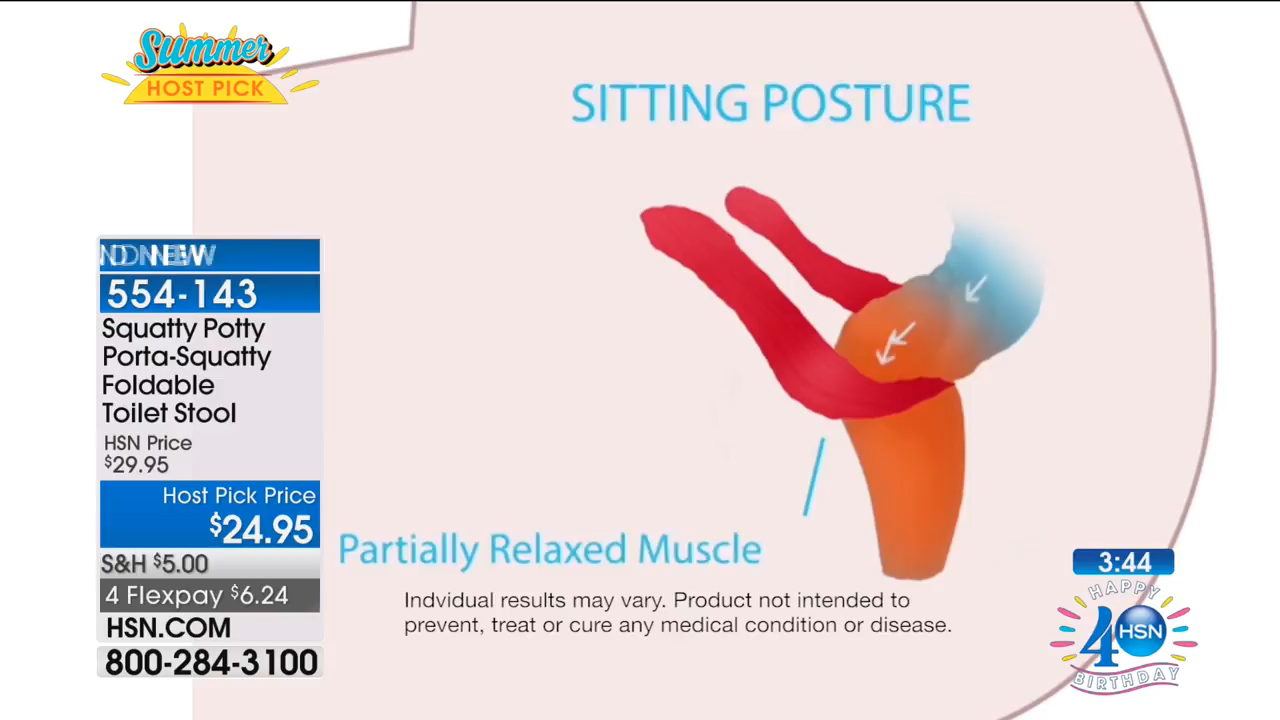 Summer
HOST PICK
SITTING POSTURE
NEW
554-143
Squatty Potty
Porta-Squatty
Foldable
Toilet Stool
HSN Price
$29.95
Host Pick Price
$24.95
S&H $5.00
4 Flexpay $6.24
HSN.COM
800-284-3100
Partially Relaxed Muscle
Indvidual results may vary. Product not intended to
prevent, treat or cure any medical condition or disease.
3:44
HAPPY
40 HSN
BIRTHDAY